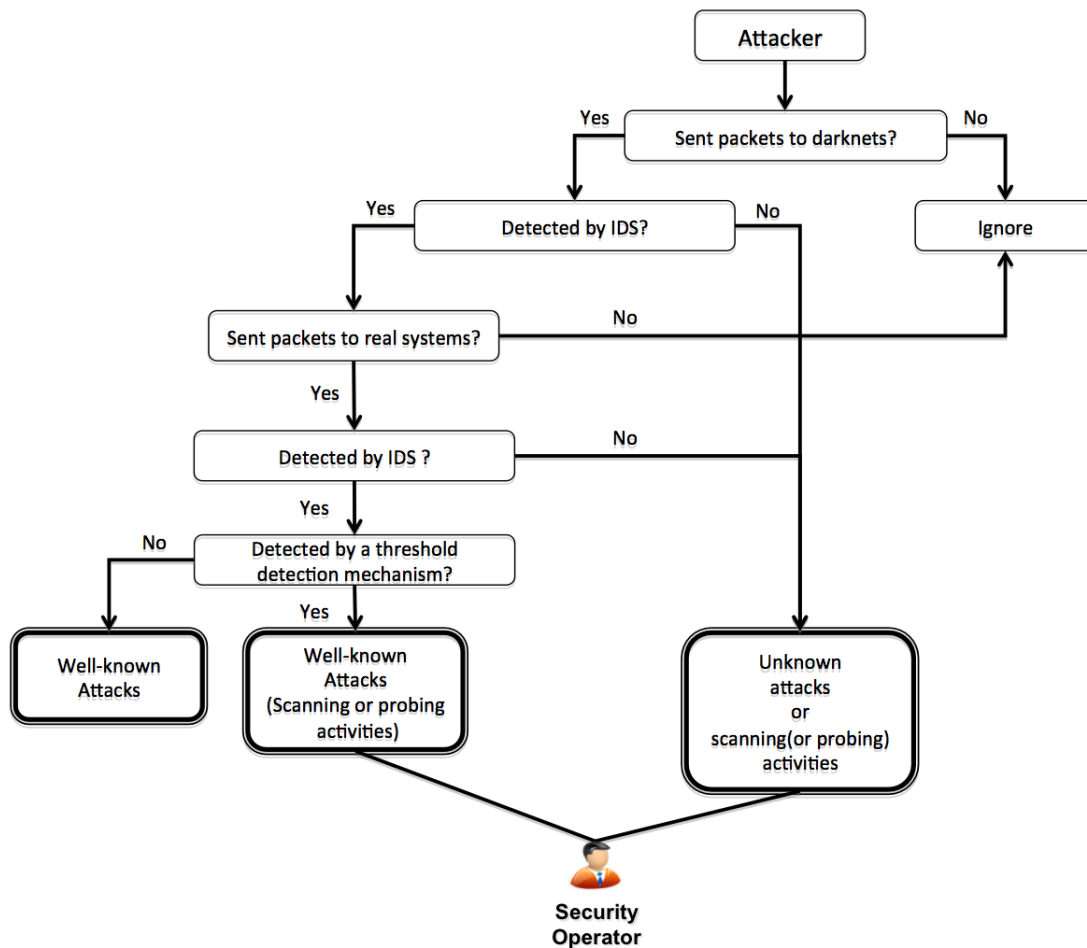 Attacker
Yes
No
Sent packets to darknets?
Yes
No
Detected by IDS?
Ignore
No
Sent packets to real systems?
Yes
No
Detected by IDS ?
Yes
No
Detected by a threshold
detection mechanism?
Yes
Well-known
Attacks
Well-known
Attacks
(Scanning or probing
activities)
Unknown
attacks
or
scanning(or probing)
activities
Security
Operator